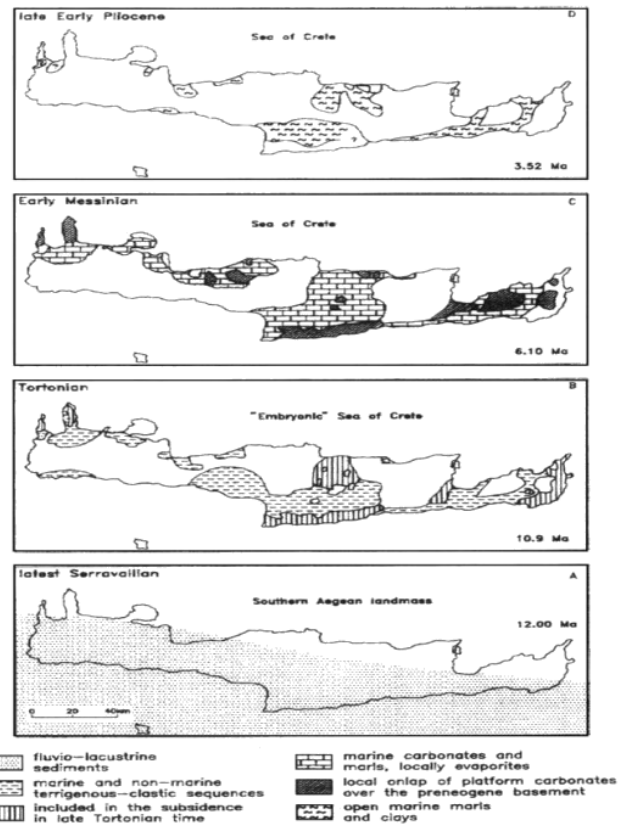 late Early Pliocene D
Sea of Crete
?
3.52 Ma
Early Messinian C
Sea of Crete
6.10 Ma
Tortonian B
"Embryonic" Sea of Crete
10.9 Ma
latest Serravallian A
Southern Aegean landmass
12.00 Ma
0 20 40km
fluvio-lacustrine
sediments
marine and non-marine
terrigenous-clastic sequences
included in the subsidence
in late Tortonian time
marine carbonates and
marls, locally evaporites
local onlap of platform carbonates
over the preneogene basement
open marine marls
and clays